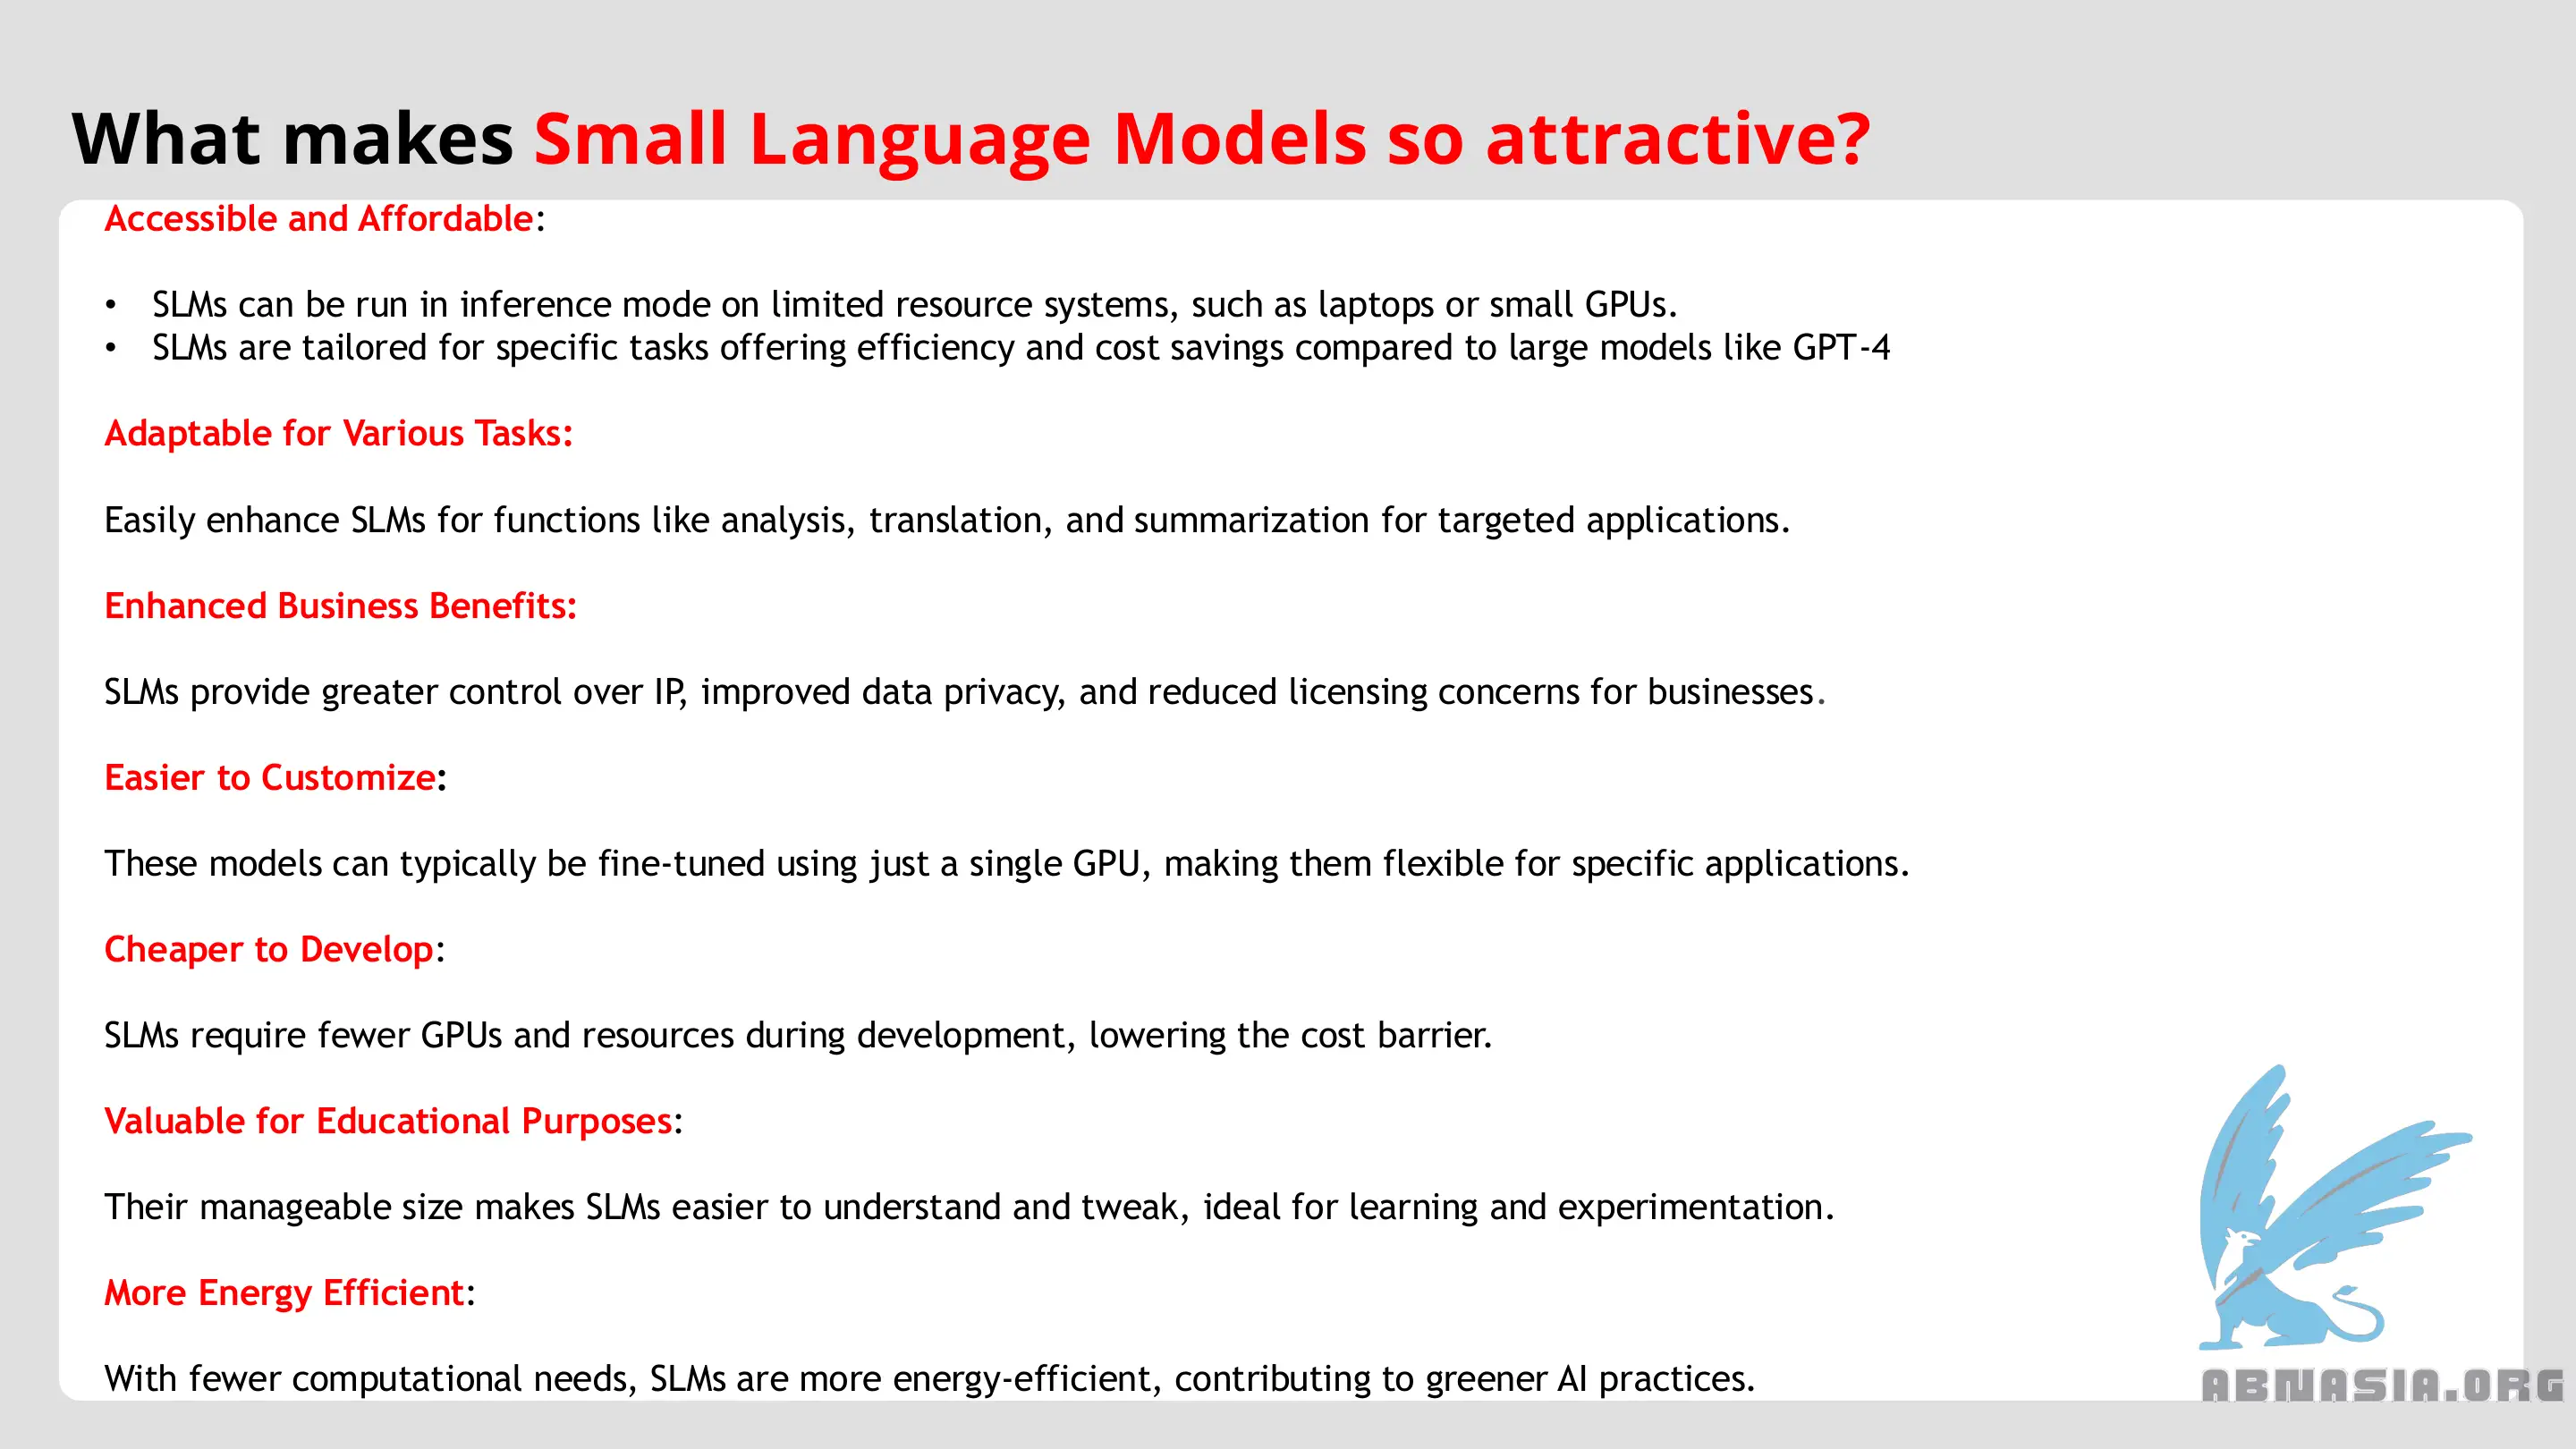 What makes Small Language Models so attractive?
Accessible and Affordable:
• SLMs can be run in inference mode on limited resource systems, such as laptops or small GPUs.
• SLMs are tailored for specific tasks offering efficiency and cost savings compared to large models like GPT-4
Adaptable for Various Tasks:
Easily enhance SLMs for functions like analysis, translation, and summarization for targeted applications.
Enhanced Business Benefits:
SLMs provide greater control over IP, improved data privacy, and reduced licensing concerns for businesses.
Easier to Customize:
These models can typically be fine-tuned using just a single GPU, making them flexible for specific applications.
Cheaper to Develop:
SLMs require fewer GPUs and resources during development, lowering the cost barrier.
Valuable for Educational Purposes:
Their manageable size makes SLMs easier to understand and tweak, ideal for learning and experimentation.
More Energy Efficient:
With fewer computational needs, SLMs are more energy-efficient, contributing to greener AI practices.
ABNASIA.ORG